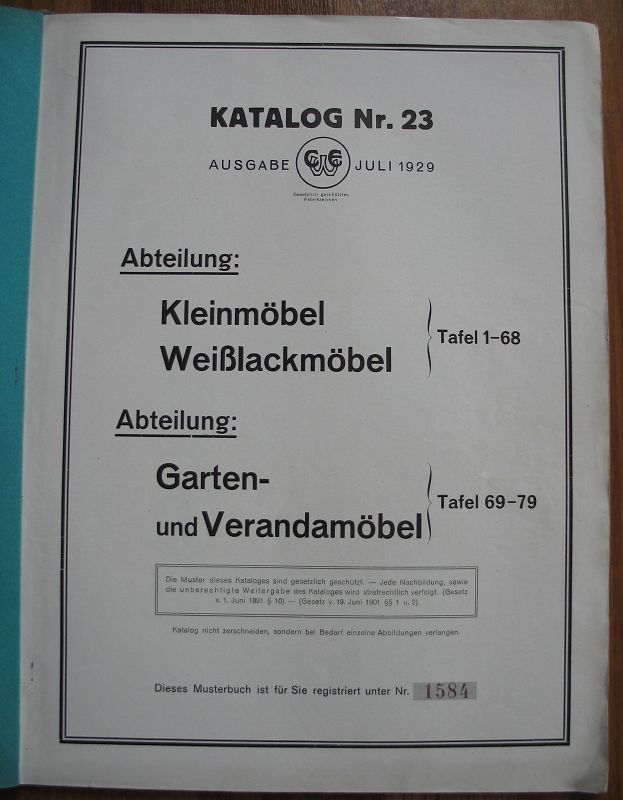 KATALOG Nr. 23
AUSGABE JULI 1929
Gesetzlich geschütztes
Fabrikzeichen
Abteilung:
Kleinmöbel
Weißlackmöbel
Tafel 1-68
Abteilung:
Garten-
und Verandamöbel
Tafel 69-79
Die Muster dieses Kataloges sind gesetzlich geschützt. — Jede Nachbildung, sowie
die unberechtigte Weitergabe des Kataloges wird strafrechtlich verfolgt. (Gesetz
v. 1. Juni 1891 § 10) — (Gesetz v. 19. Juni 1901 §§ 1 u. 2).
Katalog nicht zerschneiden, sondern bei Bedarf einzelne Abbildungen verlangen.
Dieses Musterbuch ist für Sie registriert unter Nr. 1584